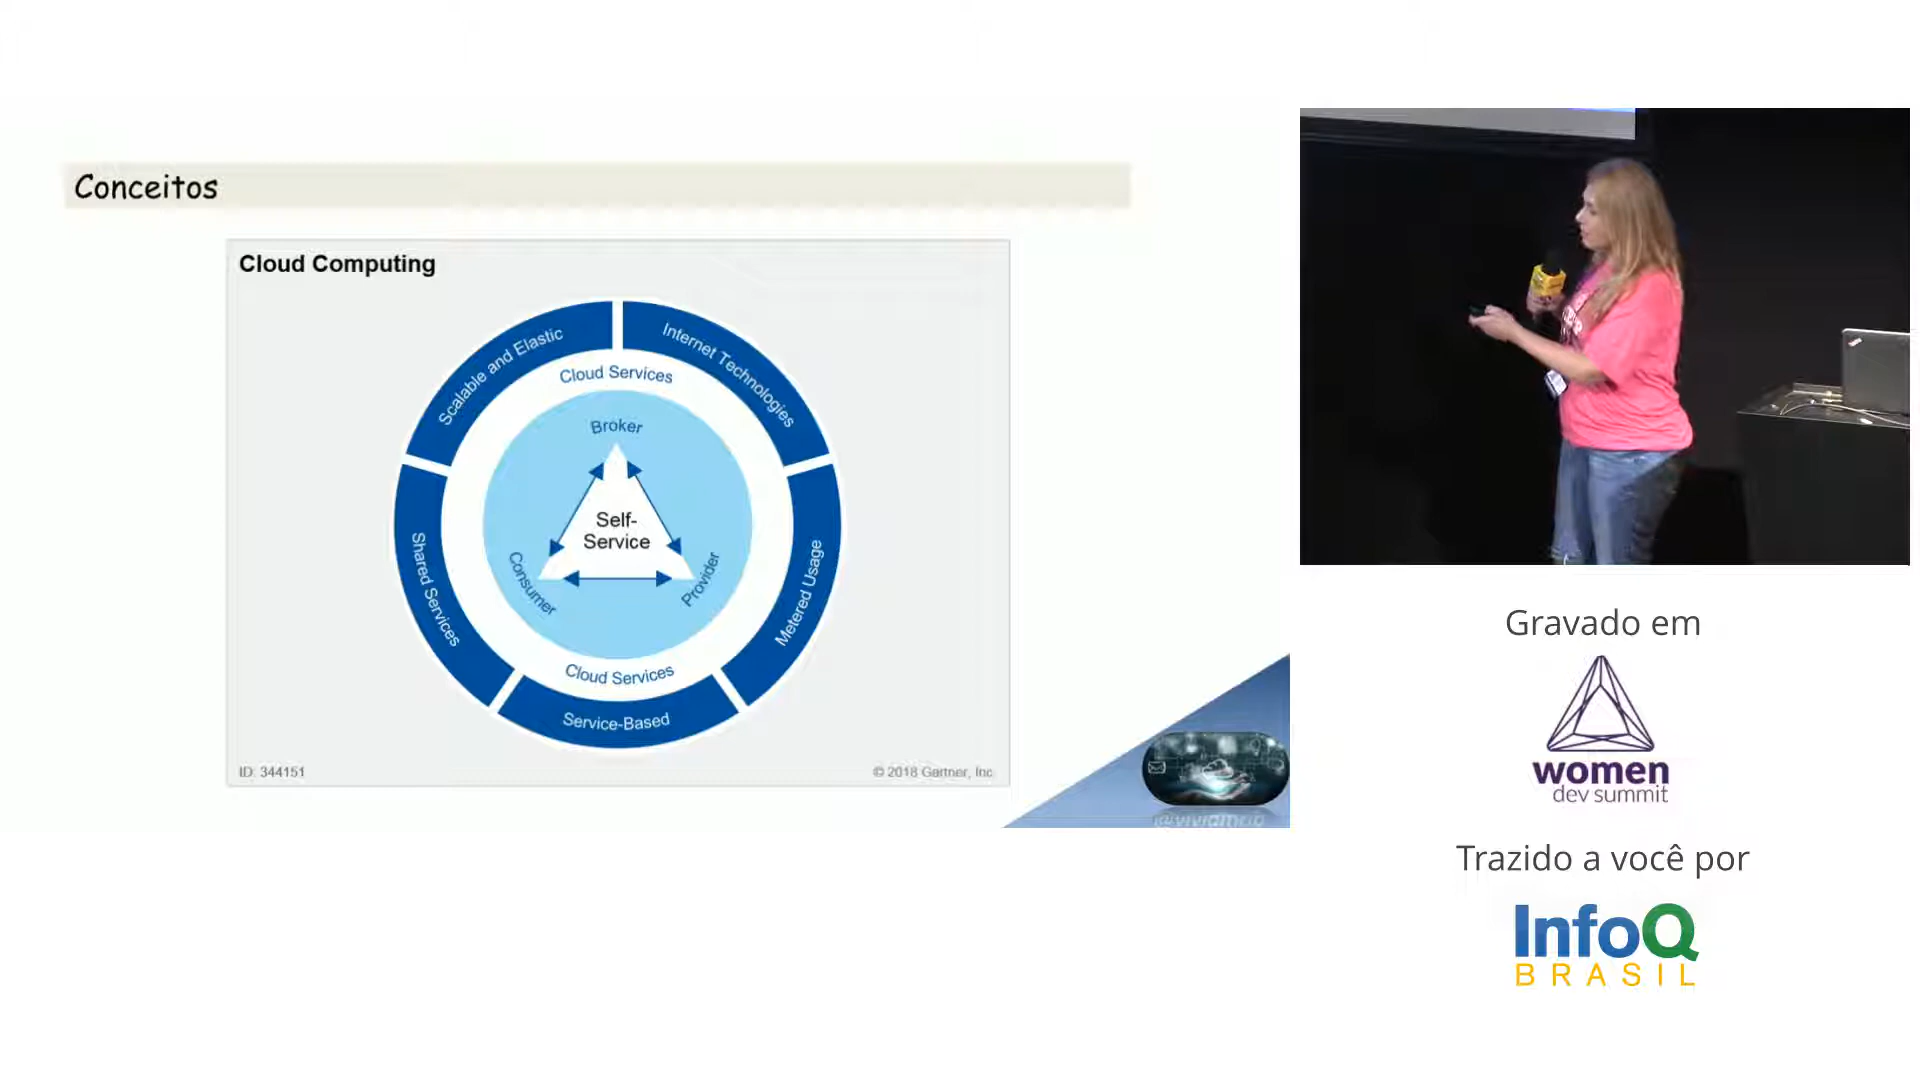 Conceitos
Cloud Computing
Scalable and Elastic
Internet Technologies
Cloud Services
Broker
Self-
Service
Consumer
Provider
Shared Services
Metered Usage
Cloud Services
Service-Based
ID: 344151
© 2018 Gartner, Inc.
Gravado em
women
dev summit
Trazido a você por
InfoQ
BRASIL